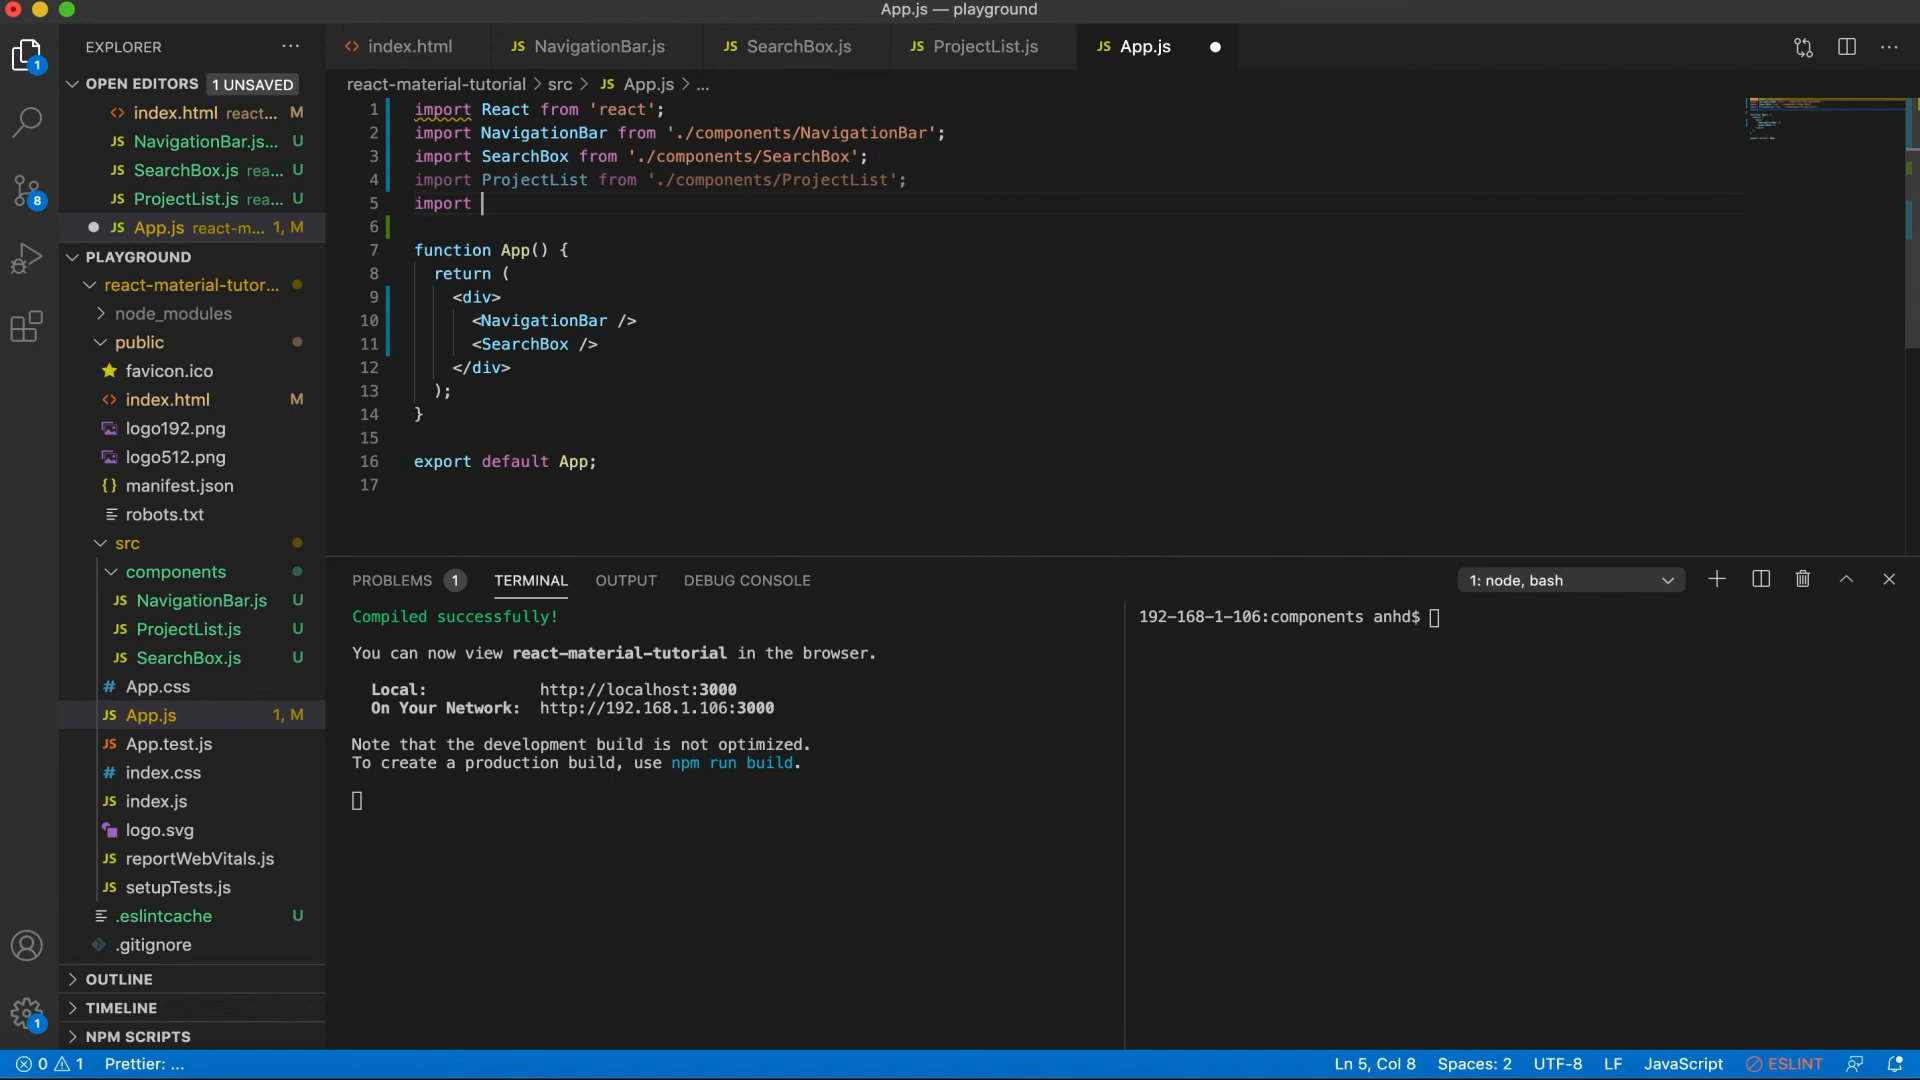 App.js — playground
EXPLORER
OPEN EDITORS 1 UNSAVED
index.html react... M
NavigationBar.js... U
SearchBox.js rea... U
ProjectList.js rea... U
App.js react-m... 1, M
PLAYGROUND
react-material-tutor...
node_modules
public
favicon.ico
index.html M
logo192.png
logo512.png
manifest.json
robots.txt
src
components
NavigationBar.js U
ProjectList.js U
SearchBox.js U
App.css
App.js 1, M
App.test.js
index.css
index.js
logo.svg
reportWebVitals.js
setupTests.js
.eslintcache U
.gitignore
OUTLINE
TIMELINE
NPM SCRIPTS
1
8
1
index.html
JS NavigationBar.js
JS SearchBox.js
JS ProjectList.js
JS App.js
react-material-tutorial > src > JS App.js > ...
1 import React from 'react';
2 import NavigationBar from './components/NavigationBar';
3 import SearchBox from './components/SearchBox';
4 import ProjectList from './components/ProjectList';
5 import
6
7 function App() {
8 return (
9 <div>
10 <NavigationBar />
11 <SearchBox />
12 </div>
13 );
14 }
15
16 export default App;
17
PROBLEMS 1 TERMINAL OUTPUT DEBUG CONSOLE
1: node, bash
Compiled successfully!
You can now view react-material-tutorial in the browser.
Local: http://localhost:3000
On Your Network: http://192.168.1.106:3000
Note that the development build is not optimized.
To create a production build, use npm run build.
192-168-1-106:components anhd$
0 1 Prettier: ...
Ln 5, Col 8 Spaces: 2 UTF-8 LF JavaScript ESLINT